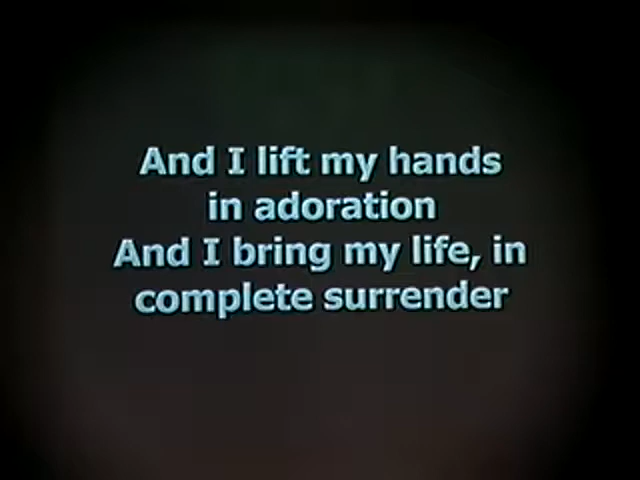 And I lift my hands
in adoration
And I bring my life, in
complete surrender